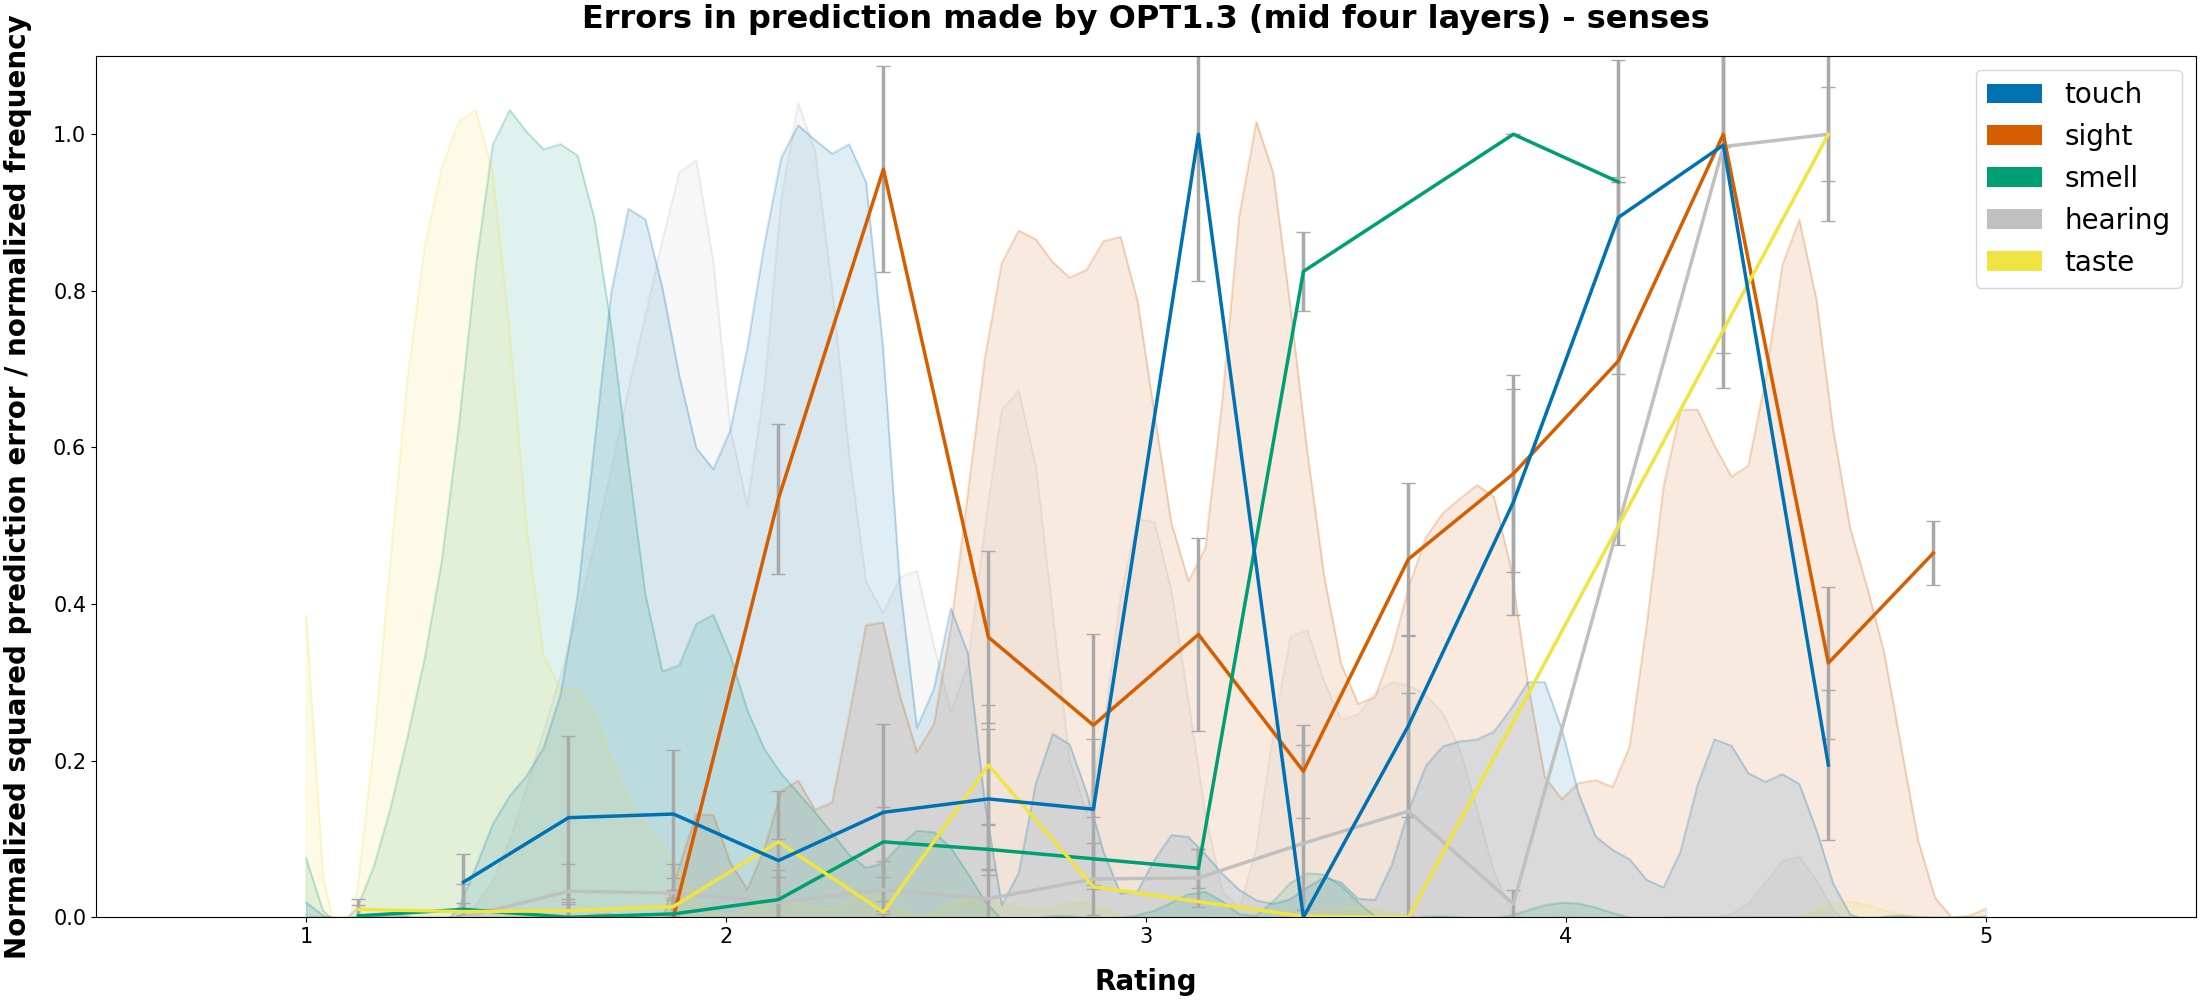 Errors in prediction made by OPT1.3 (mid four layers) - senses
Normalized squared prediction error / normalized frequency
1.0
0.8
0.6
0.4
0.2
0.0
touch
sight
smell
hearing
taste
1 2 3 4 5
Rating